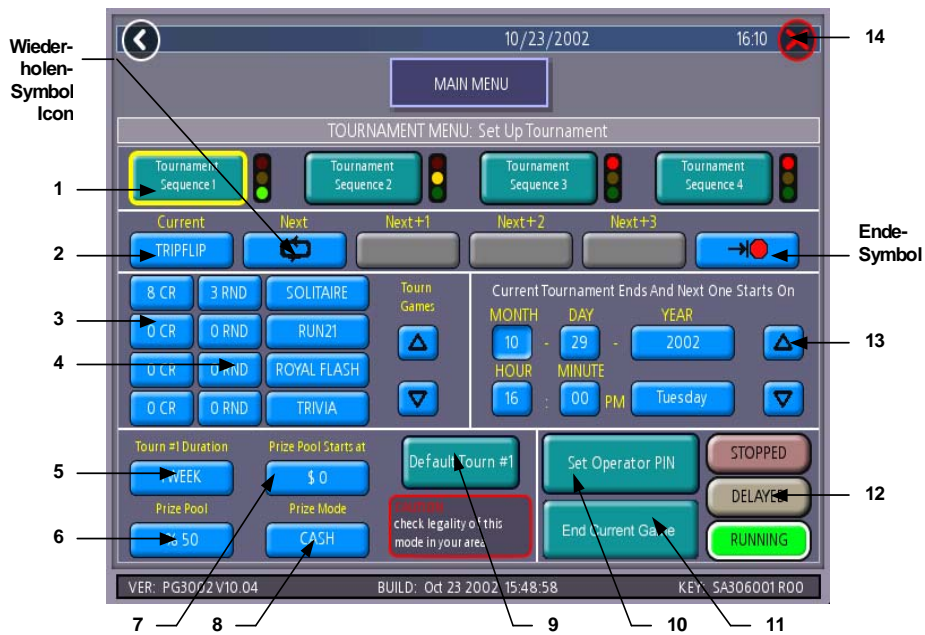 10/23/2002 16:10 14
Wieder-
holen-
Symbol
Icon
MAIN MENU
TOURNAMENT MENU: Set Up Tournament
1
Tournament
Sequence 1
Tournament
Sequence 2
Tournament
Sequence 3
Tournament
Sequence 4
Current Next Next+1 Next+2 Next+3
2 TRIPFLIP
Ende-
Symbol
8 CR 3 RND SOLITAIRE
3 0 CR 0 RND RUN21
4 0 CR 0 RND ROYAL FLASH
0 CR 0 RND TRIVIA
Tourn
Games
Current Tournament Ends And Next One Starts On
MONTH DAY YEAR
10 - 29 - 2002 13
HOUR MINUTE
16 : 00 PM Tuesday
Tourn #1 Duration Prize Pool Starts at
5 WEEK $ 0
Prize Pool Prize Mode
6 % 50 CASH
Default Tourn #1
CAUTION
check legality of this
mode in your area
Set Operator PIN
End Current Game
STOPPED
DELAYED 12
RUNNING
VER: PG3002 V10.04 BUILD: Oct 23 2002 15:48:58 KEY: SA306001 R00
7 8 9 10 11